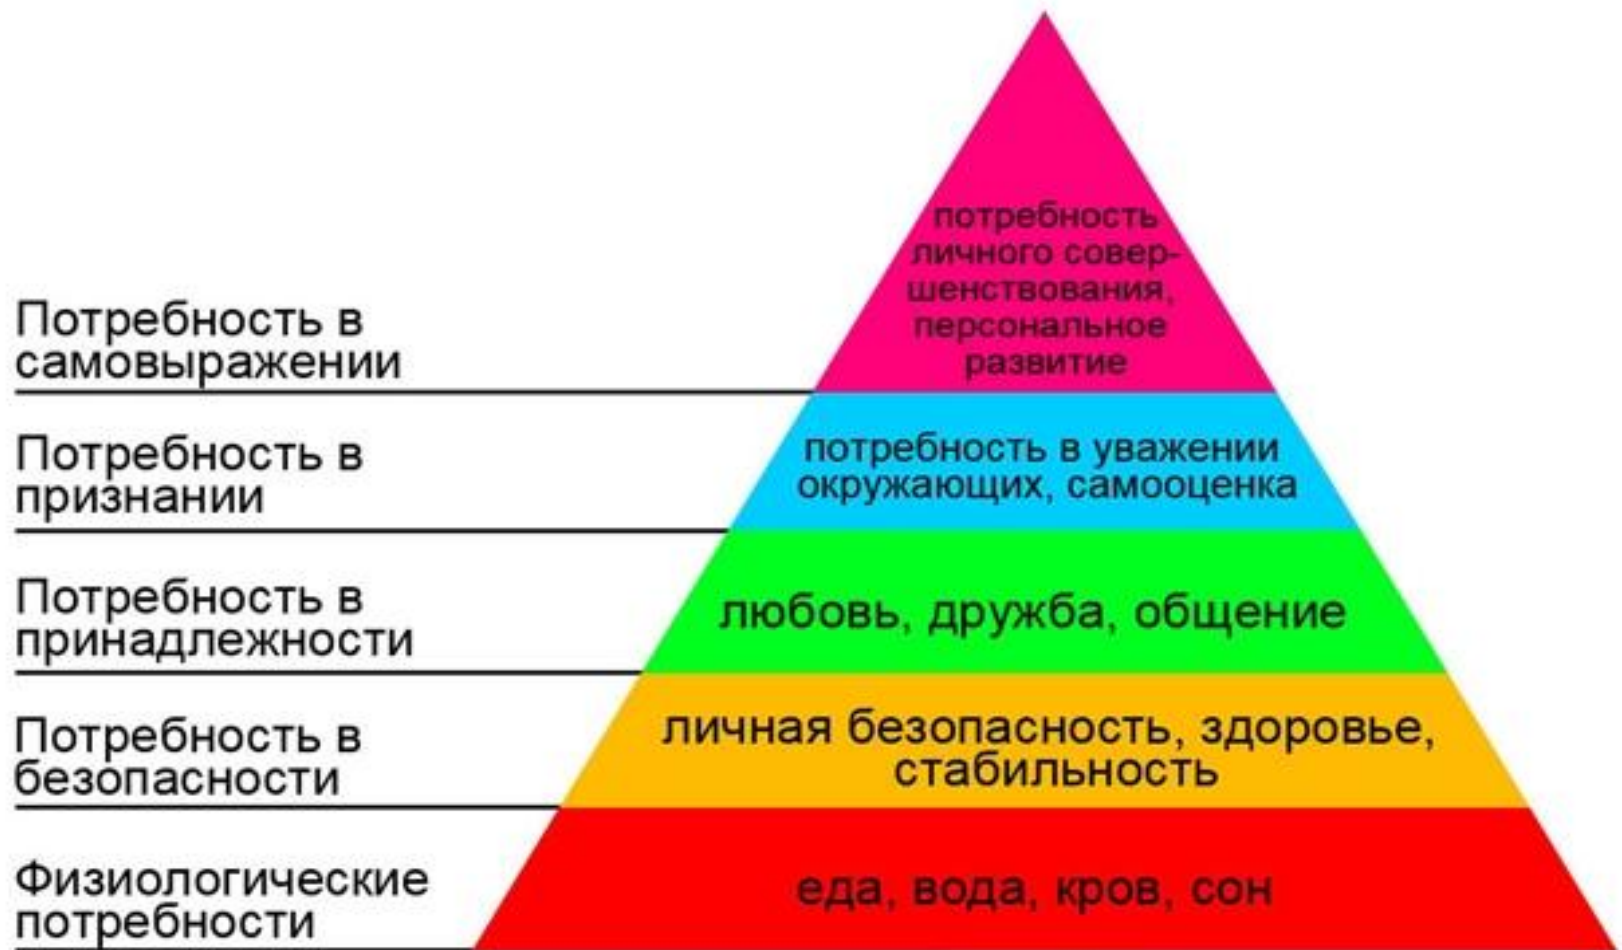 потребность
личного совер-
шенствования,
персональное
развитие
Потребность в
самовыражении
потребность в уважении
окружающих, самооценка
Потребность в
признании
любовь, дружба, общение
Потребность в
принадлежности
личная безопасность, здоровье,
стабильность
Потребность в
безопасности
еда, вода, кров, сон
Физиологические
потребности